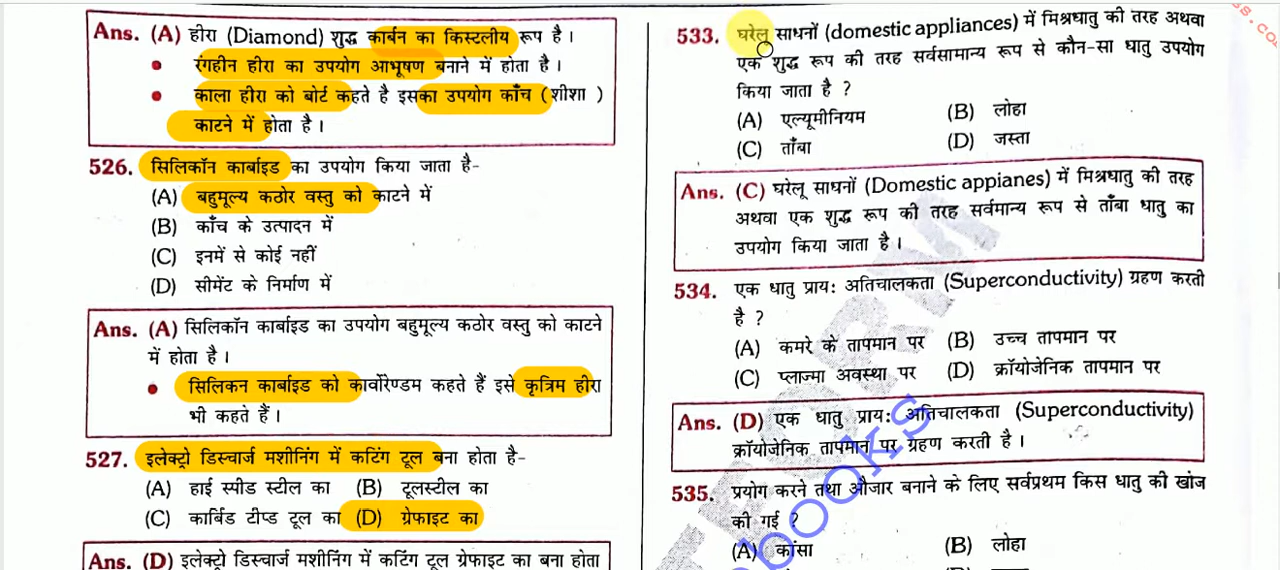 Ans. (A) हीरा (Diamond) शुद्ध कार्बन का किस्टलीय रूप है।
• रंगहीन हीरा का उपयोग आभूषण बनाने में होता है।
• काला हीरा को बोर्ट कहते है इसका उपयोग काँच (शीशा )
काटने में होता है।
526. सिलिकॉन कार्बाइड का उपयोग किया जाता है-
(A) बहुमूल्य कठोर वस्तु को काटने में
(B) काँच के उत्पादन में
(C) इनमें से कोई नहीं
(D) सीमेंट के निर्माण में
Ans. (A) सिलिकॉन कार्बाइड का उपयोग बहुमूल्य कठोर वस्तु को काटने
में होता है।
• सिलिकन कार्बाइड को कार्वोरेण्डम कहते हैं इसे कृत्रिम हीरा
भी कहते हैं।
527. इलेक्ट्रो डिस्चार्ज मशीनिंग में कटिंग टूल बना होता है-
(A) हाई स्पीड स्टील का (B) टूलस्टील का
(C) कार्बिड टीप्ड टूल का (D) ग्रेफाइट का
Ans. (D) इलेक्ट्रो डिस्चार्ज मशीनिंग में कटिंग टूल ग्रेफाइट का बना होता
533. घरेलू साधनों (domestic appliances) में मिश्रधातु की तरह अथवा
एक शुद्ध रूप की तरह सर्वसामान्य रूप से कौन-सा धातु उपयोग
किया जाता है ?
(A) एल्यूमीनियम (B) लोहा
(C) ताँबा (D) जस्ता
Ans. (C) घरेलू साधनों (Domestic appianes) में मिश्रधातु की तरह
अथवा एक शुद्ध रूप की तरह सर्वमान्य रूप से ताँबा धातु का
उपयोग किया जाता है।
534. एक धातु प्राय: अतिचालकता (Superconductivity) ग्रहण करती
है ?
(A) कमरे के तापमान पर (B) उच्च तापमान पर
(C) प्लाज्मा अवस्था पर (D) क्रॉयोजेनिक तापमान पर
Ans. (D) एक धातु प्राय: अतिचालकता (Superconductivity)
क्रॉयोजेनिक तापमान पर ग्रहण करती है।
535. प्रयोग करने तथा औजार बनाने के लिए सर्वप्रथम किस धातु की खोज
की गई ?
(A) कांसा (B) लोहा